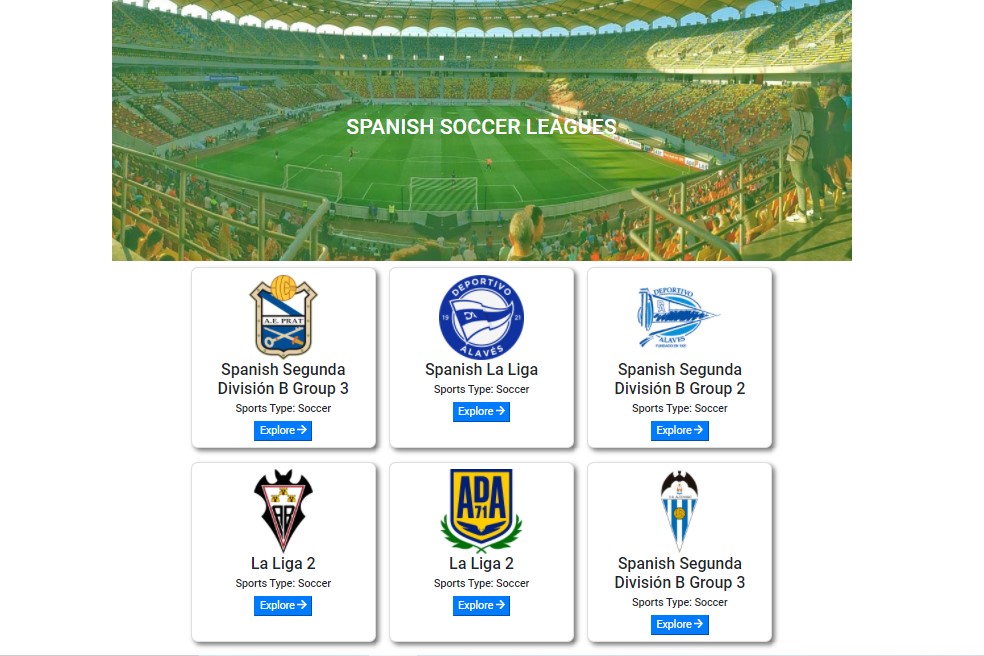 SPANISH SOCCER LEAGUES
A.E. PRAT
Spanish Segunda
División B Group 3
Sports Type: Soccer
Explore
DEPORTIVO
19 21
ALAVÉS
Spanish La Liga
Sports Type: Soccer
Explore
DEPORTIVO
ALAVES
Spanish Segunda
División B Group 2
Sports Type: Soccer
Explore
La Liga 2
Sports Type: Soccer
Explore
ADA
71
La Liga 2
Sports Type: Soccer
Explore
Spanish Segunda
División B Group 3
Sports Type: Soccer
Explore